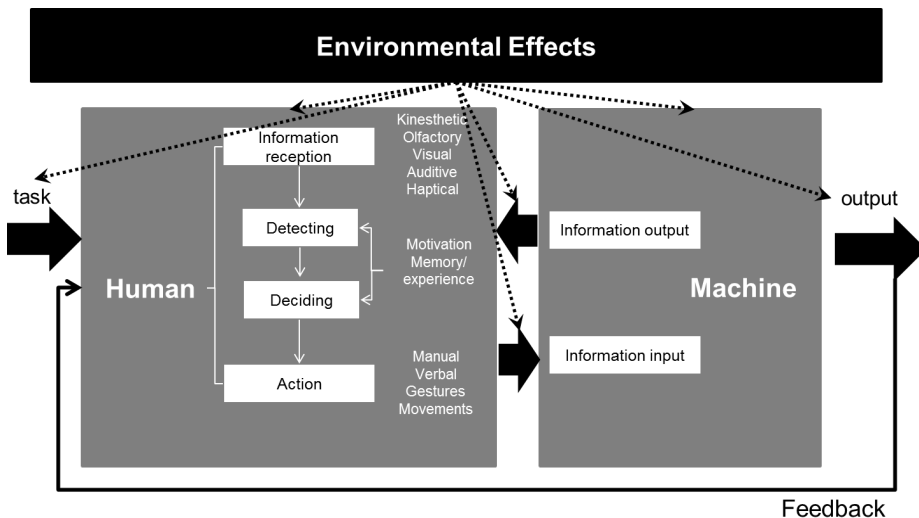 Environmental Effects
task
Human
Information
reception
Kinesthetic
Olfactory
Visual
Auditive
Haptical
Detecting
Motivation
Memory/
experience
Deciding
Action
Manual
Verbal
Gestures
Movements
Information output
Machine
Information input
output
Feedback